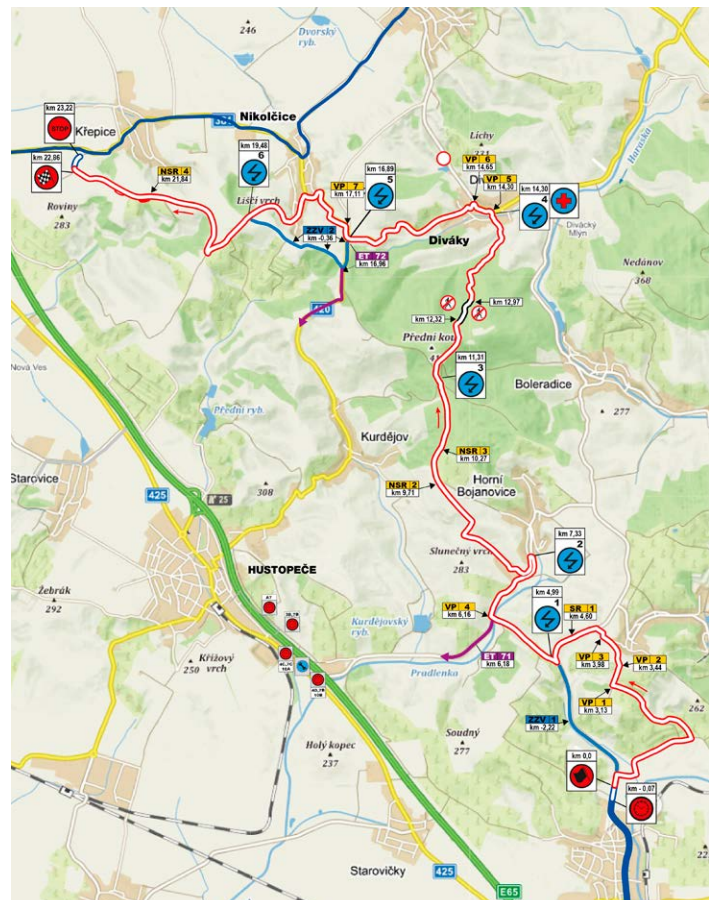 246
Dvorský
ryb.
381
Nikolčice
km 23,22
STOP
Křepice
km 22,86
NSR 4
km 21,84
Roviny
283
km 19,48
6
Liščí vrch
VP 7
km 17,11
km 16,89
5
Lichy
VP 6
km 14,65
VP 5
km 14,30
km 14,30
4
Haraska
Divácký
Mlýn
Diváky
ZZV 2
km -0,36
ET 72
km 16,96
420
Nedánov
368
km 12,97
km 12,32
Přední kou
km 11,31
3
Boleradice
277
Nová Ves
Přední ryb.
Kurdějov
NSR 3
km 10,27
NSR 2
km 9,71
Horní
Bojanovice
Starovice
425
25
308
Slunečný vrch
283
km 7,33
2
HUSTOPEČE
Žebrák
292
VP 4
km 6,16
km 4,99
1
SR 1
km 4,60
Kurdějovský
ryb.
ET 71
km 6,18
VP 3
km 3,98
VP 2
km 3,44
Křížový
vrch
250
Pradlenka
VP 1
km 3,13
262
ZZV 1
km -2,22
Soudný
277
Holý kopec
237
km 0,0
km - 0,07
Starovičky
425
E65